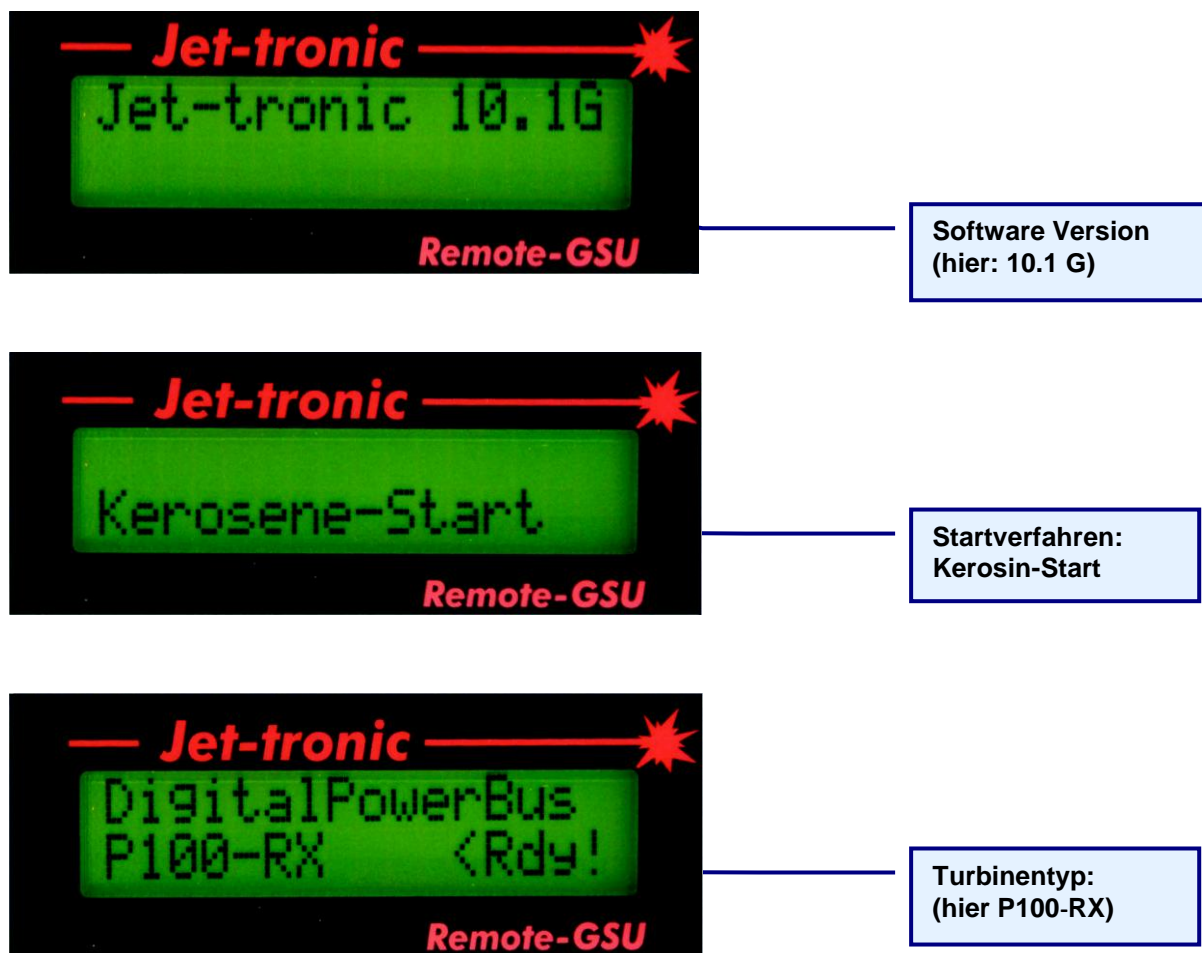 Jet-tronic
Jet-tronic 10.1G
Remote-GSU
Software Version
(hier: 10.1 G)
Jet-tronic
Kerosene-Start
Remote-GSU
Startverfahren:
Kerosin-Start
Jet-tronic
DigitalPowerBus
P100-RX <Rdy!
Remote-GSU
Turbinentyp:
(hier P100-RX)